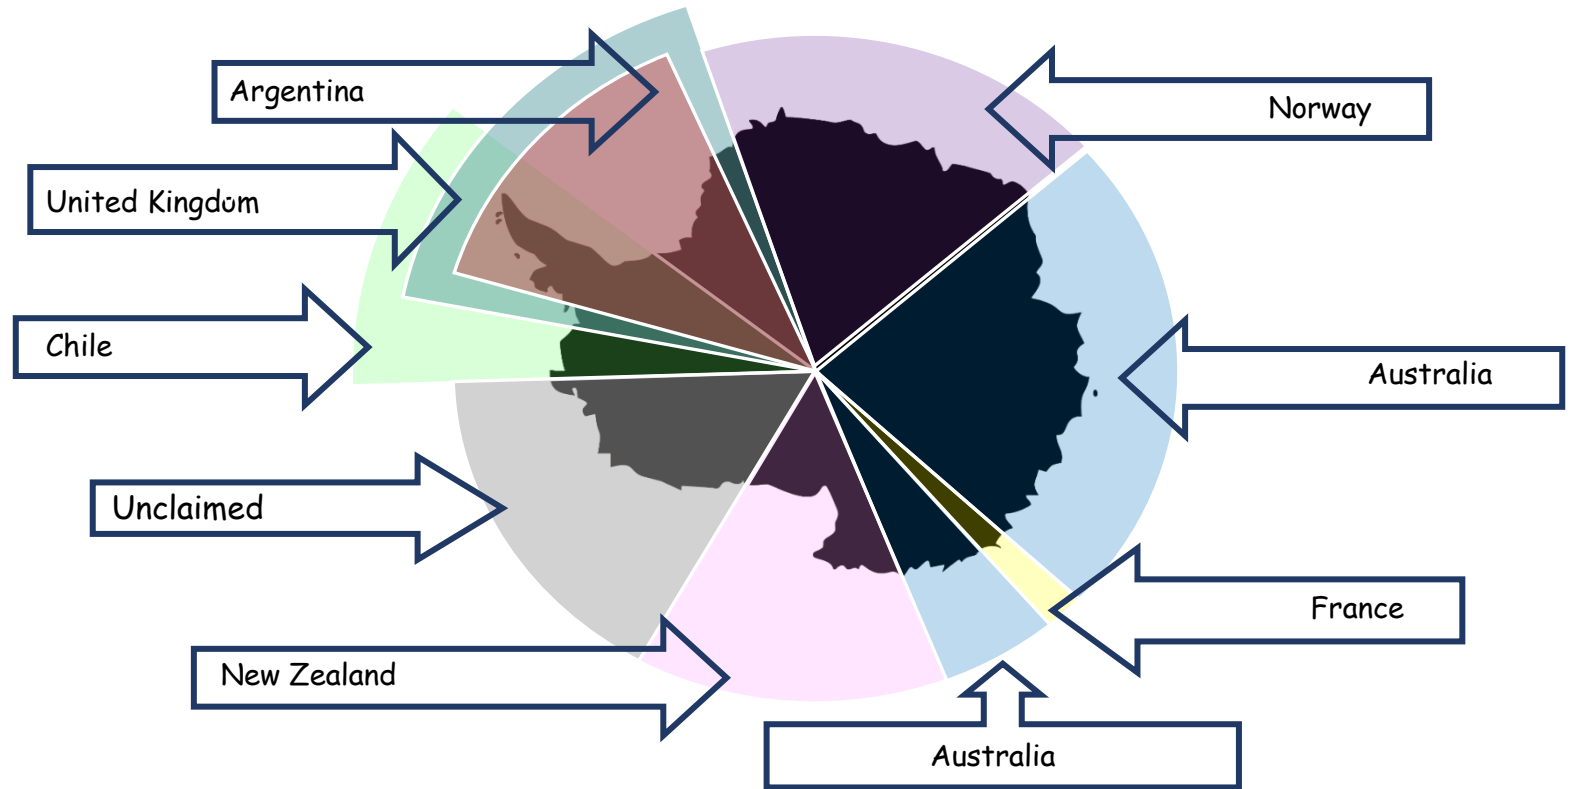 Argentina
Norway
United Kingdom
Chile
Australia
Unclaimed
France
New Zealand
Australia